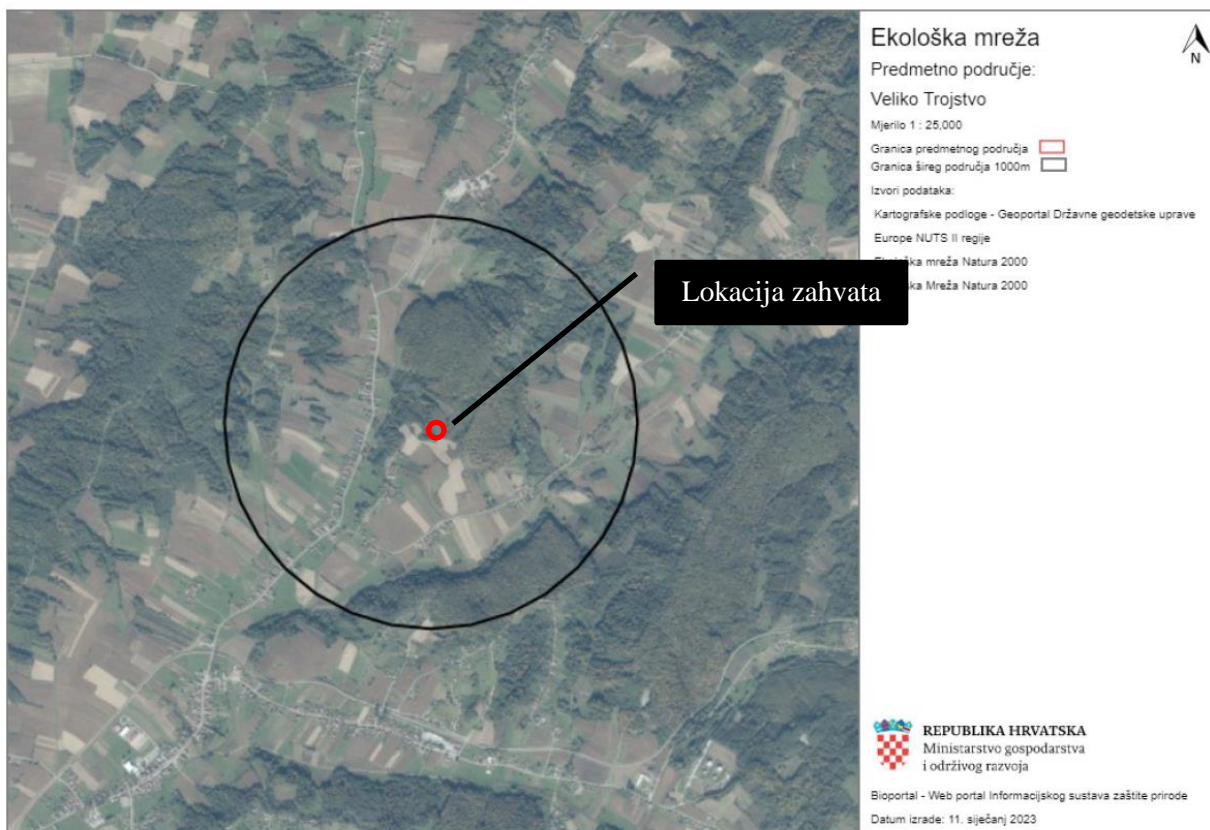 Ekološka mreža
N
Predmetno područje:
Veliko Trojstvo
Mjerilo 1 : 25,000
Granica predmetnog područja
Granica šireg područja 1000m
Izvori podataka:
Kartografske podloge - Geoportal Državne geodetske uprave
Europe NUTS II regije
mreža Natura 2000
Mreža Natura 2000
Lokacija zahvata
REPUBLIKA HRVATSKA
Ministarstvo gospodarstva
i održivog razvoja
Bioportal - Web portal Informacijskog sustava zaštite prirode
Datum izrade: 11. siječanj 2023